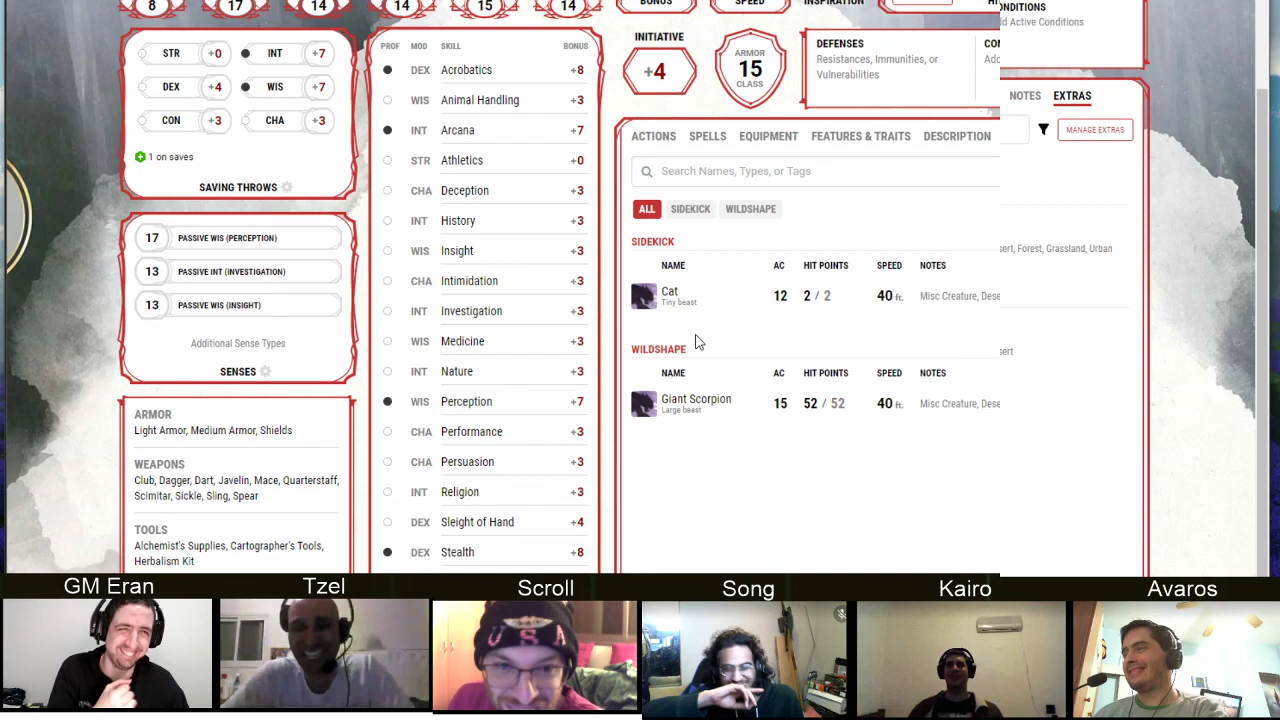 8 17 14 14 15 14
BONUS SPEED INSPIRATION
ONDITIONS
dd Active Conditions
STR +0 INT +7
DEX +4 WIS +7
CON +3 CHA +3
1 on saves
SAVING THROWS
17 PASSIVE WIS (PERCEPTION)
13 PASSIVE INT (INVESTIGATION)
13 PASSIVE WIS (INSIGHT)
Additional Sense Types
SENSES
ARMOR
Light Armor, Medium Armor, Shields
WEAPONS
Club, Dagger, Dart, Javelin, Mace, Quarterstaff,
Scimitar, Sickle, Sling, Spear
TOOLS
Alchemist's Supplies, Cartographer's Tools,
Herbalism Kit
PROF MOD SKILL BONUS
DEX Acrobatics +8
WIS Animal Handling +3
INT Arcana +7
STR Athletics +0
CHA Deception +3
INT History +3
WIS Insight +3
CHA Intimidation +3
INT Investigation +3
WIS Medicine +3
INT Nature +3
WIS Perception +7
CHA Performance +3
CHA Persuasion +3
INT Religion +3
DEX Sleight of Hand +4
DEX Stealth +8
INITIATIVE
+4
ARMOR
15
CLASS
DEFENSES
Resistances, Immunities, or
Vulnerabilities
CON
Add
ACTIONS SPELLS EQUIPMENT FEATURES & TRAITS DESCRIPTION
NOTES EXTRAS
Search Names, Types, or Tags
MANAGE EXTRAS
ALL SIDEKICK WILDSHAPE
SIDEKICK
NAME AC HIT POINTS SPEED NOTES
Cat 12 2 / 2 40 ft. Misc Creature, Dese
Tiny beast
ert, Forest, Grassland, Urban
WILDSHAPE
NAME AC HIT POINTS SPEED NOTES
Giant Scorpion 15 52 / 52 40 ft. Misc Creature, Dese
Large beast
sert
GM Eran Tzel Scroll Song Kairo Avaros
USA